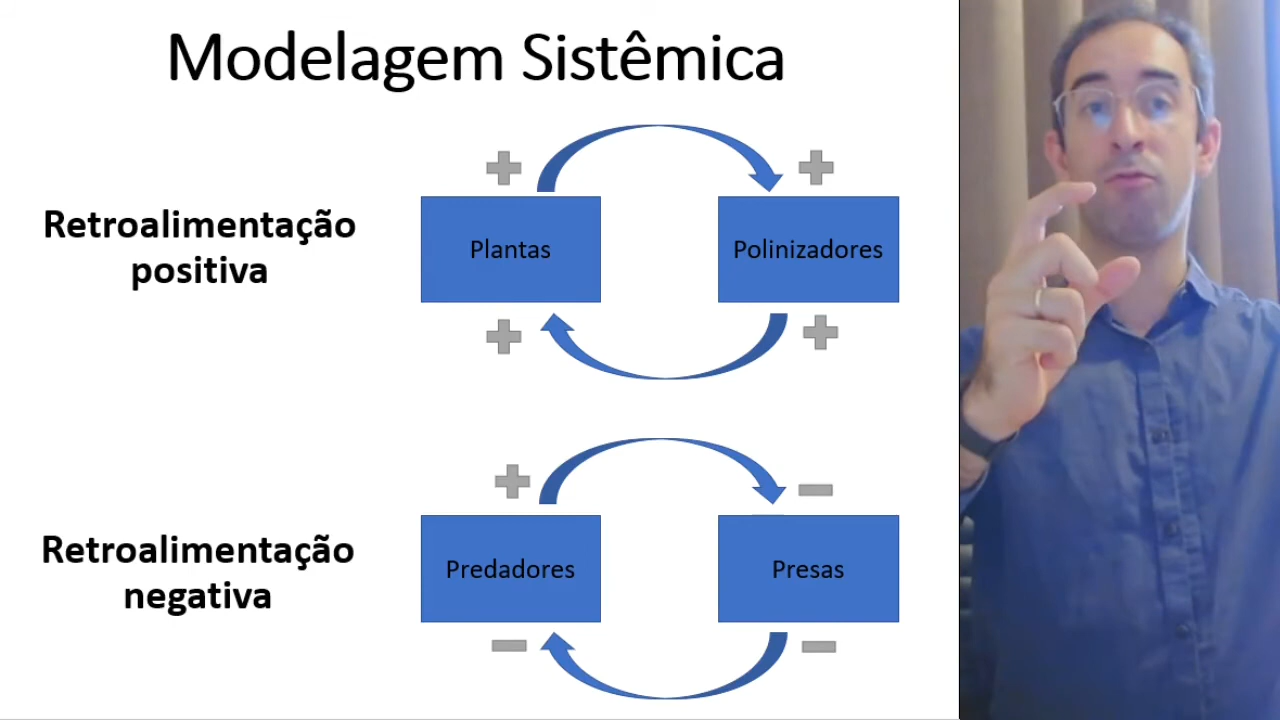 Modelagem Sistêmica
Retroalimentação
positiva
Plantas
Polinizadores
Retroalimentação
negativa
Predadores
Presas